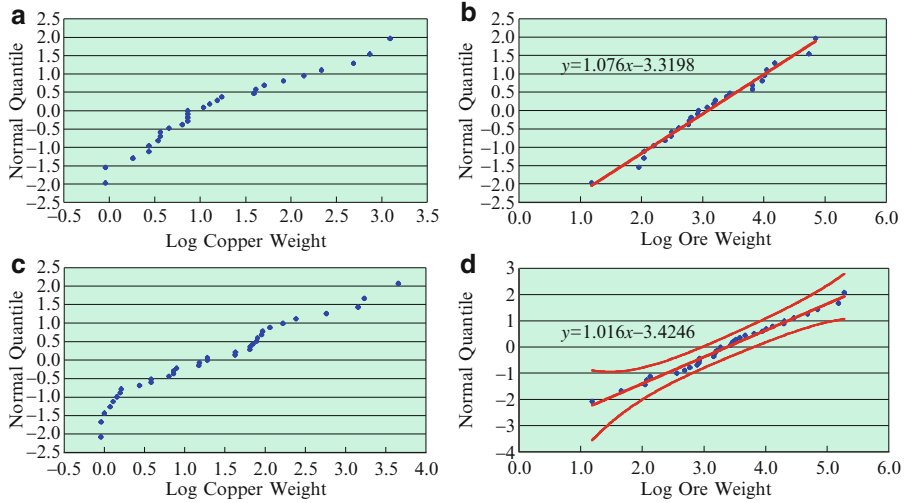 a
2.5
2.0
1.5
1.0
0.5
0.0
−0.5
−1.0
−1.5
−2.0
−2.5
Normal Quantile
−0.5 0.0 0.5 1.0 1.5 2.0 2.5 3.0 3.5
Log Copper Weight
b
2.5
2.0
1.5
1.0
0.5
0.0
−0.5
−1.0
−1.5
−2.0
−2.5
Normal Quantile
y=1.076x−3.3198
0.0 1.0 2.0 3.0 4.0 5.0 6.0
Log Ore Weight
c
2.5
2.0
1.5
1.0
0.5
0.0
−0.5
−1.0
−1.5
−2.0
−2.5
Normal Quantile
−0.5 0.0 0.5 1.0 1.5 2.0 2.5 3.0 3.5 4.0
Log Copper Weight
d
3
2
1
0
−1
−2
−3
−4
Normal Quantile
y=1.016x−3.4246
0.0 1.0 2.0 3.0 4.0 5.0 6.0
Log Ore Weight